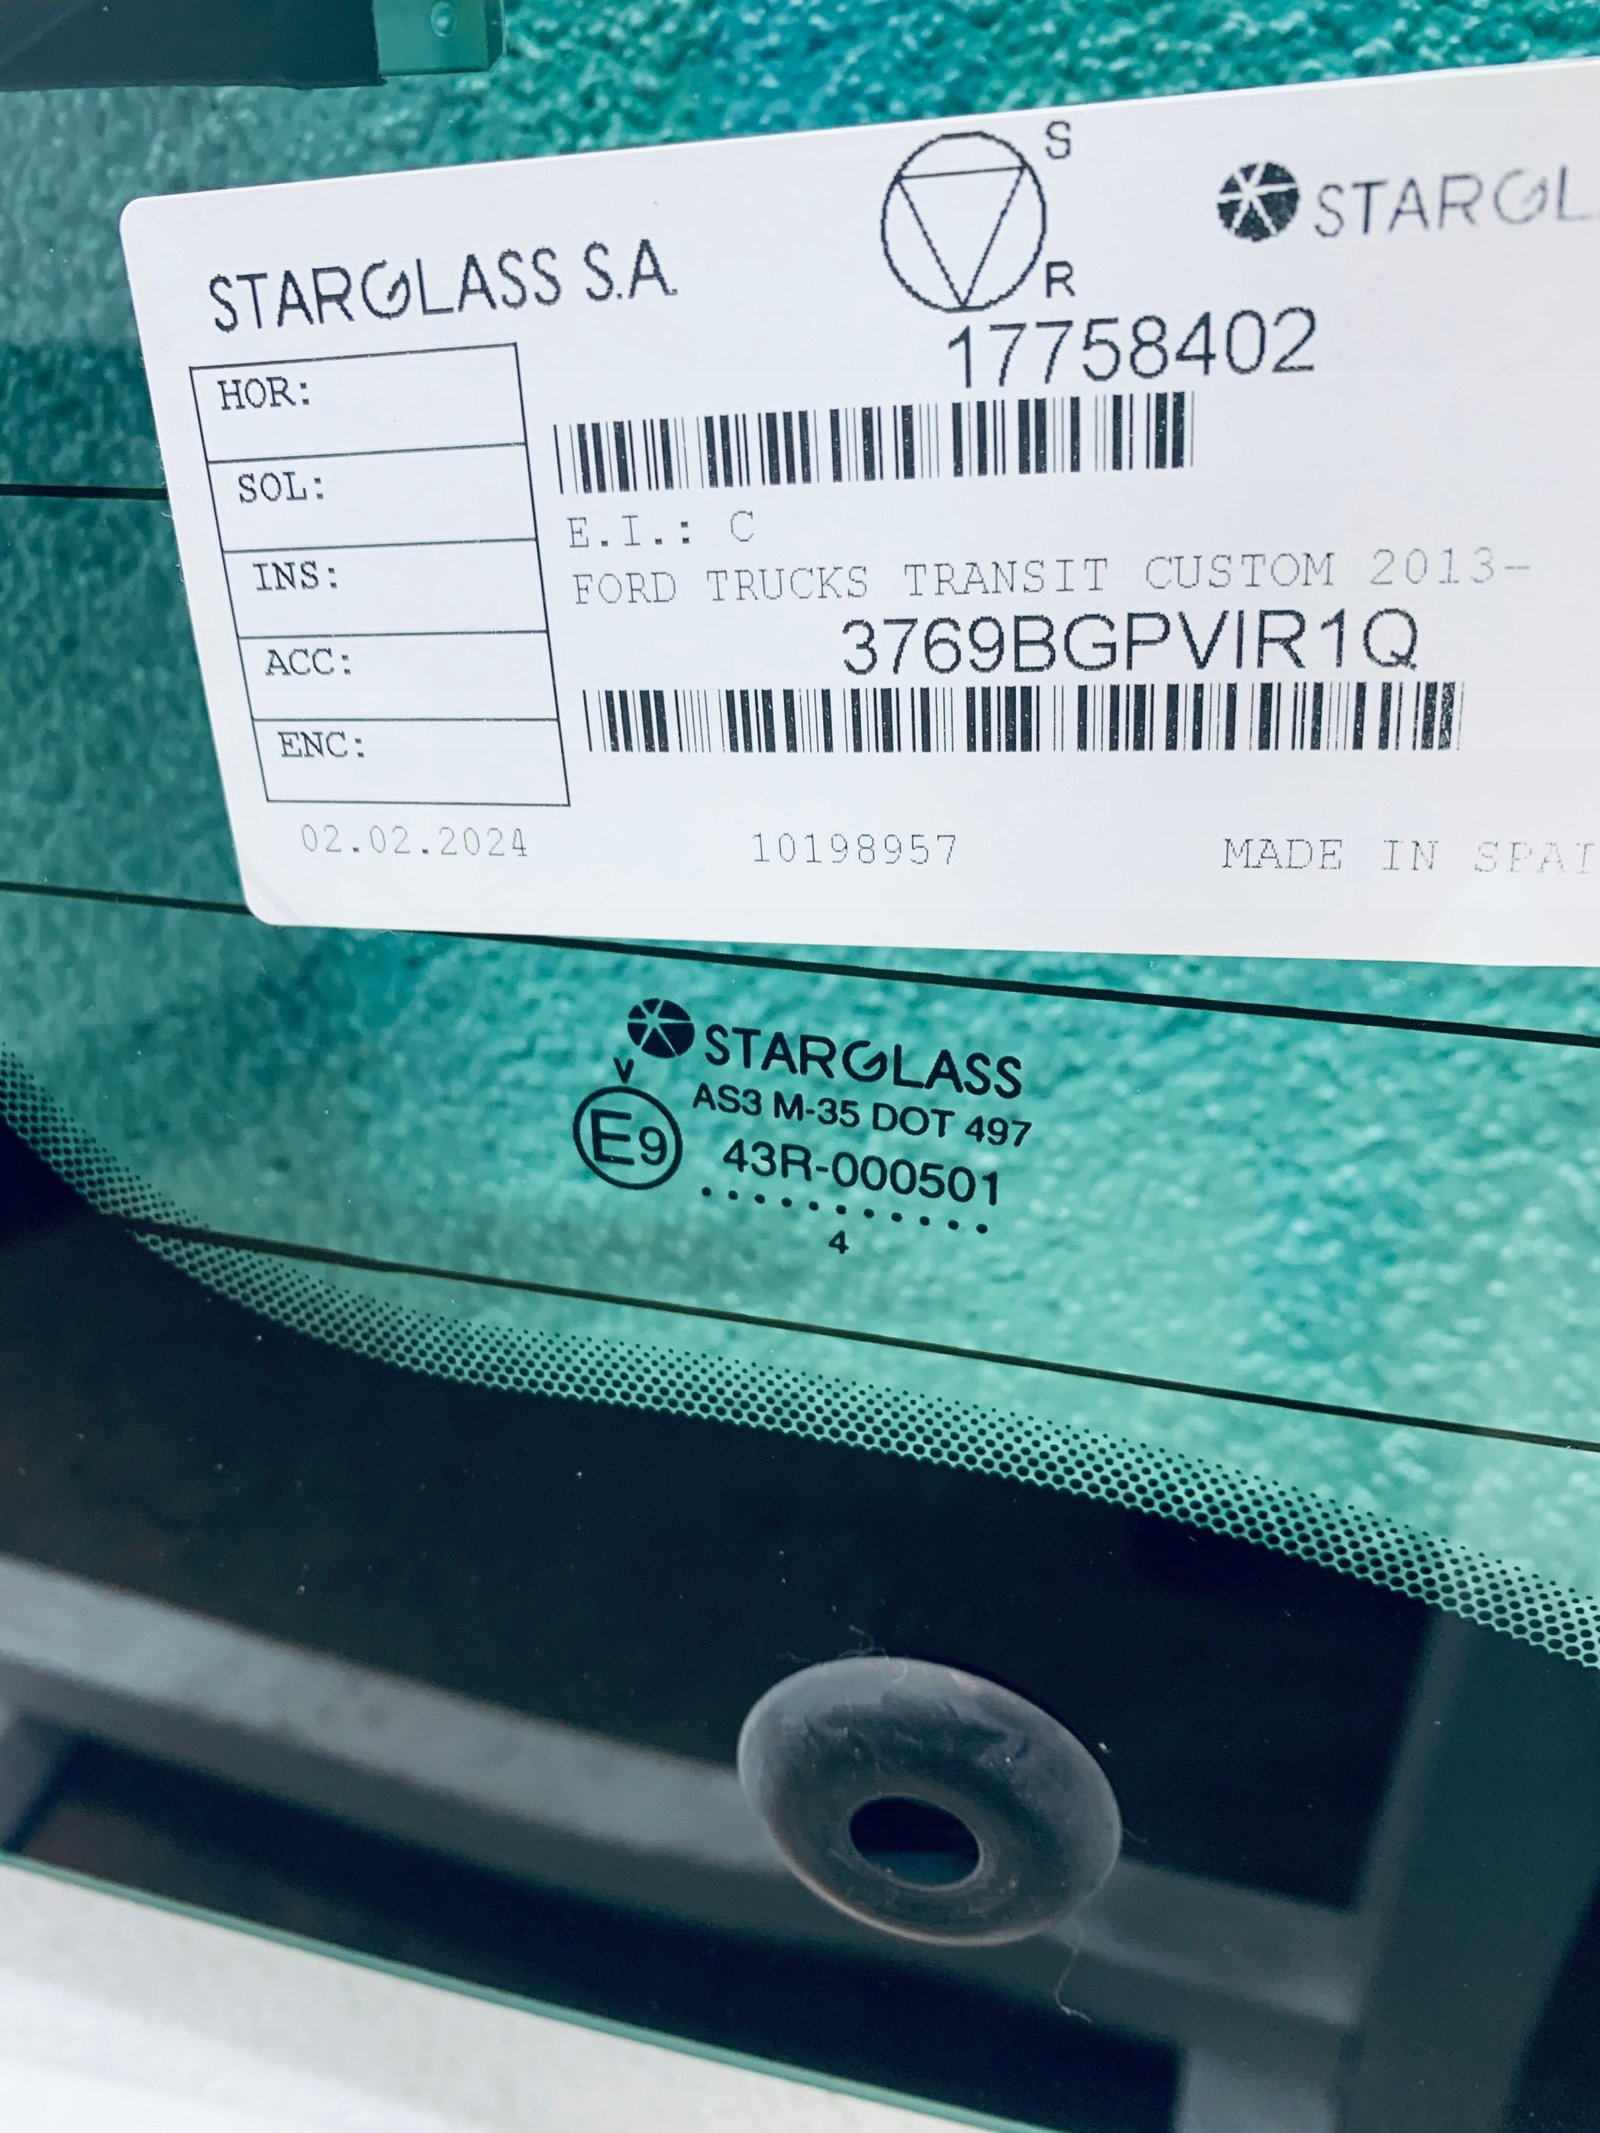 S
STARGL
STARGLASS S.A.
R
17758402
HOR:
SOL:
E.I.: C
INS:
FORD TRUCKS TRANSIT CUSTOM 2013-
3769BGPVIR1Q
ACC:
ENC:
02.02.2024 10198957 MADE IN SPAI
STARGLASS
V
AS3 M-35 DOT 497
E9 43R-000501
..........
4